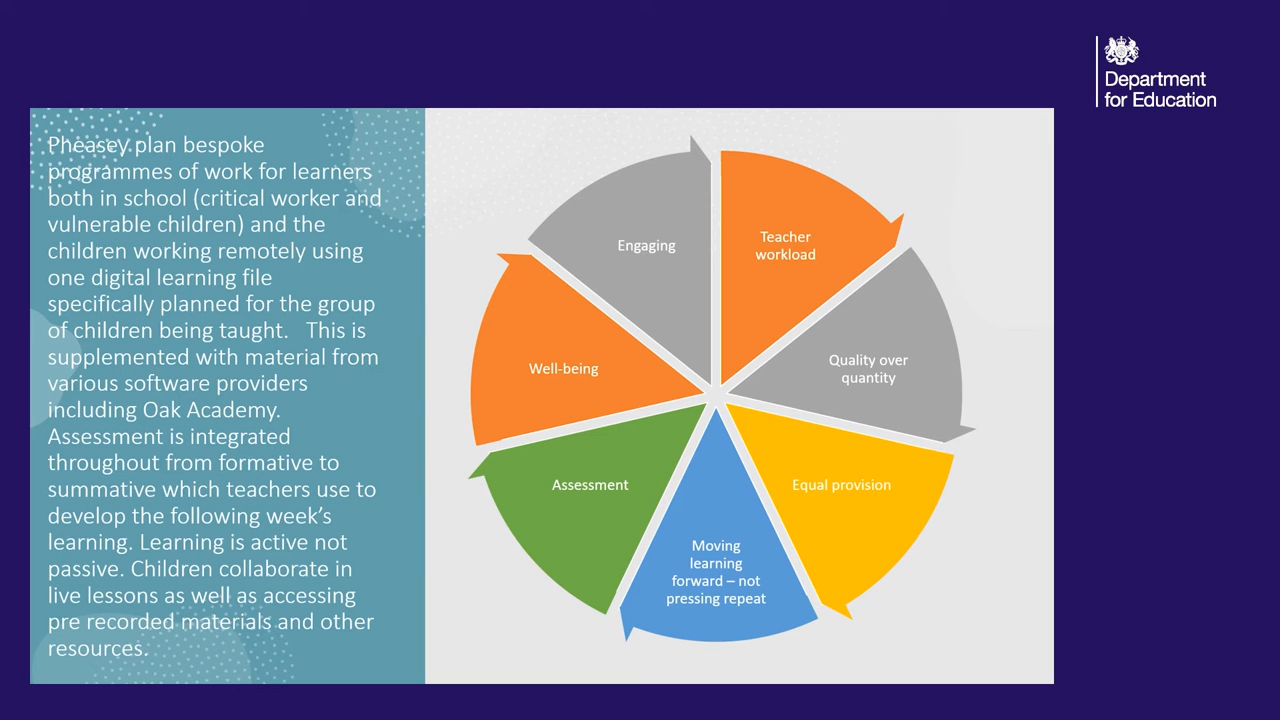 Department
for Education
Pheasey plan bespoke
programmes of work for learners
both in school (critical worker and
vulnerable children) and the
children working remotely using
one digital learning file
specifically planned for the group
of children being taught.   This is
supplemented with material from
various software providers
including Oak Academy.
Assessment is integrated
throughout from formative to
summative which teachers use to
develop the following week’s
learning. Learning is active not
passive. Children collaborate in
live lessons as well as accessing
pre recorded materials and other
resources.
Teacher
workload
Quality over
quantity
Equal provision
Moving
learning
forward – not
pressing repeat
Assessment
Well-being
Engaging